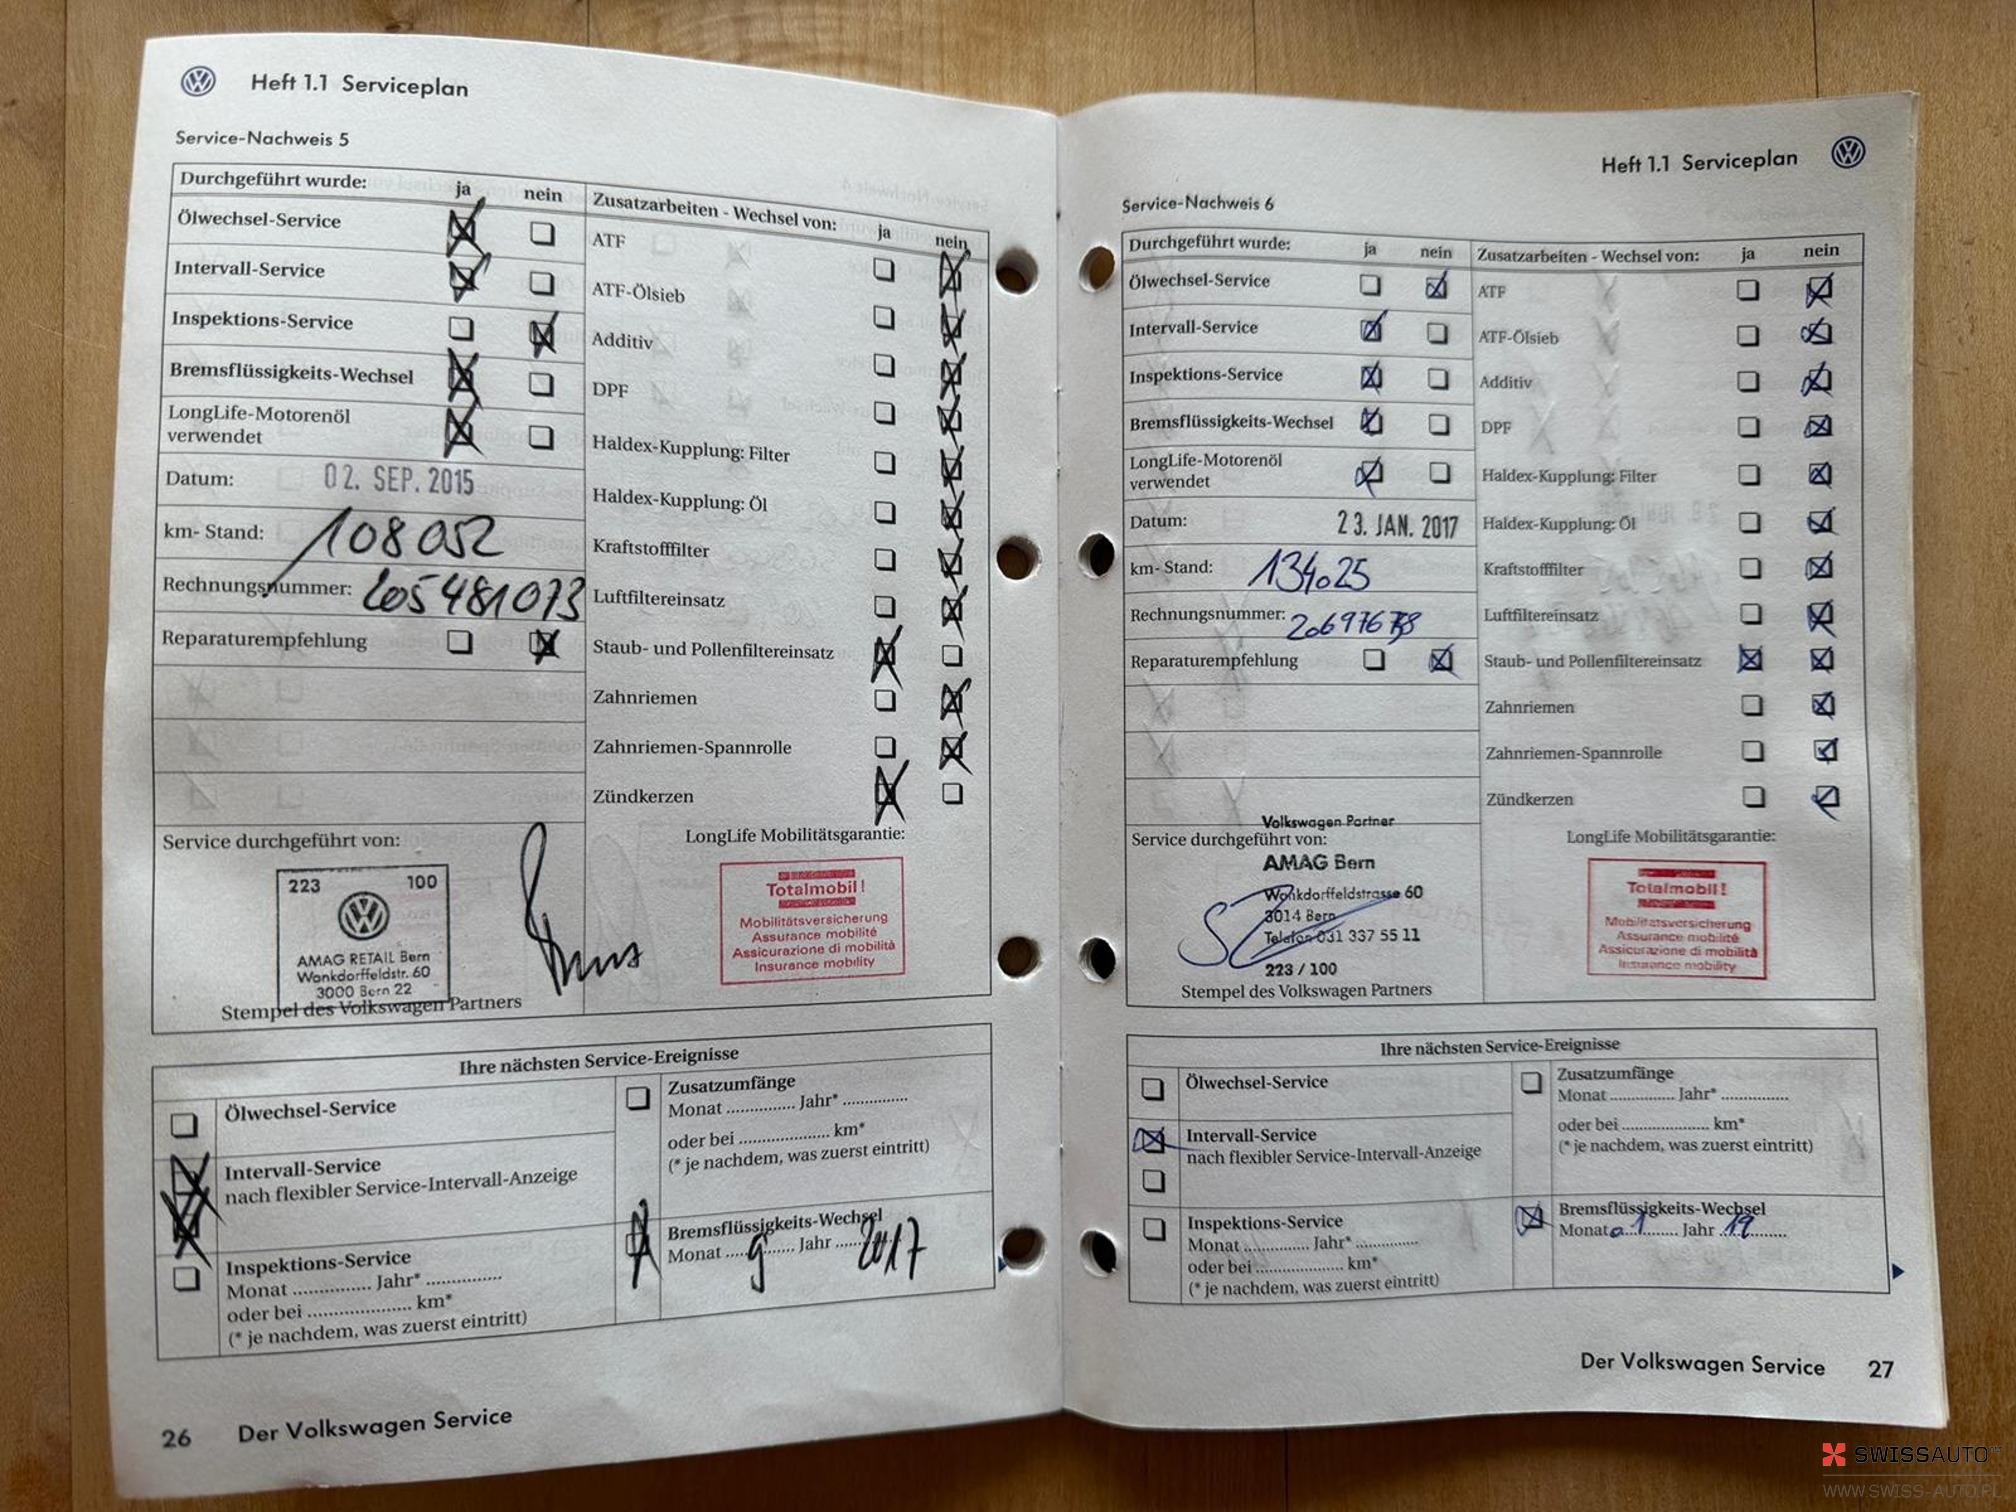 Heft 1.1 Serviceplan
Service-Nachweis 5
Durchgeführt wurde: ja nein
Ölwechsel-Service
Intervall-Service
Inspektions-Service
Bremsflüssigkeits-Wechsel
LongLife-Motorenöl
verwendet
Datum: 02. SEP. 2015
km- Stand: 108052
Rechnungsnummer: 205481073
Reparaturempfehlung
Zusatzarbeiten - Wechsel von: ja nein
ATF
ATF-Ölsieb
Additiv
DPF
Haldex-Kupplung: Filter
Haldex-Kupplung: Öl
Kraftstofffilter
Luftfiltereinsatz
Staub- und Pollenfiltereinsatz
Zahnriemen
Zahnriemen-Spannrolle
Zündkerzen
Service durchgeführt von:
223 100
AMAG RETAIL Bern
Wankdorffeldstr. 60
3000 Bern 22
Stempel des Volkswagen Partners
LongLife Mobilitätsgarantie:
Totalmobil!
Mobilitätsversicherung
Assurance mobilité
Assicurazione di mobilità
Insurance mobility
Ihre nächsten Service-Ereignisse
Ölwechsel-Service
Intervall-Service
nach flexibler Service-Intervall-Anzeige
Inspektions-Service
Monat ................ Jahr* ...............
oder bei ..................... km*
(* je nachdem, was zuerst eintritt)
Zusatzumfänge
Monat .............. Jahr* .............
oder bei .................... km*
(* je nachdem, was zuerst eintritt)
Bremsflüssigkeits-Wechsel
Monat ....9...... Jahr ....2017
26 Der Volkswagen Service
Heft 1.1 Serviceplan
Service-Nachweis 6
Durchgeführt wurde: ja nein
Ölwechsel-Service
Intervall-Service
Inspektions-Service
Bremsflüssigkeits-Wechsel
LongLife-Motorenöl
verwendet
Datum: 23. JAN. 2017
km- Stand: 134025
Rechnungsnummer:
Reparaturempfehlung
Zusatzarbeiten - Wechsel von: ja nein
ATF
ATF-Ölsieb
Additiv
DPF
Haldex-Kupplung: Filter
Haldex-Kupplung: Öl
Kraftstofffilter
Luftfiltereinsatz
Staub- und Pollenfiltereinsatz
Zahnriemen
Zahnriemen-Spannrolle
Zündkerzen
Volkswagen Partner
Service durchgeführt von:
AMAG Bern
Wankdorffeldstrasse 60
3014 Bern
Telefon 031 337 55 11
223 / 100
Stempel des Volkswagen Partners
LongLife Mobilitätsgarantie:
Totalmobil!
Mobilitätsversicherung
Assurance mobilité
Assicurazione di mobilità
Insurance mobility
Ihre nächsten Service-Ereignisse
Ölwechsel-Service
Intervall-Service
nach flexibler Service-Intervall-Anzeige
Inspektions-Service
Monat ............... Jahr* ..............
oder bei .................... km*
(* je nachdem, was zuerst eintritt)
Zusatzumfänge
Monat .............. Jahr* ..............
oder bei .................... km*
(* je nachdem, was zuerst eintritt)
Bremsflüssigkeits-Wechsel
Monat 01......... Jahr .19........
Der Volkswagen Service 27
SWISSAUTO
WWW.SWISS-AUTO.PL